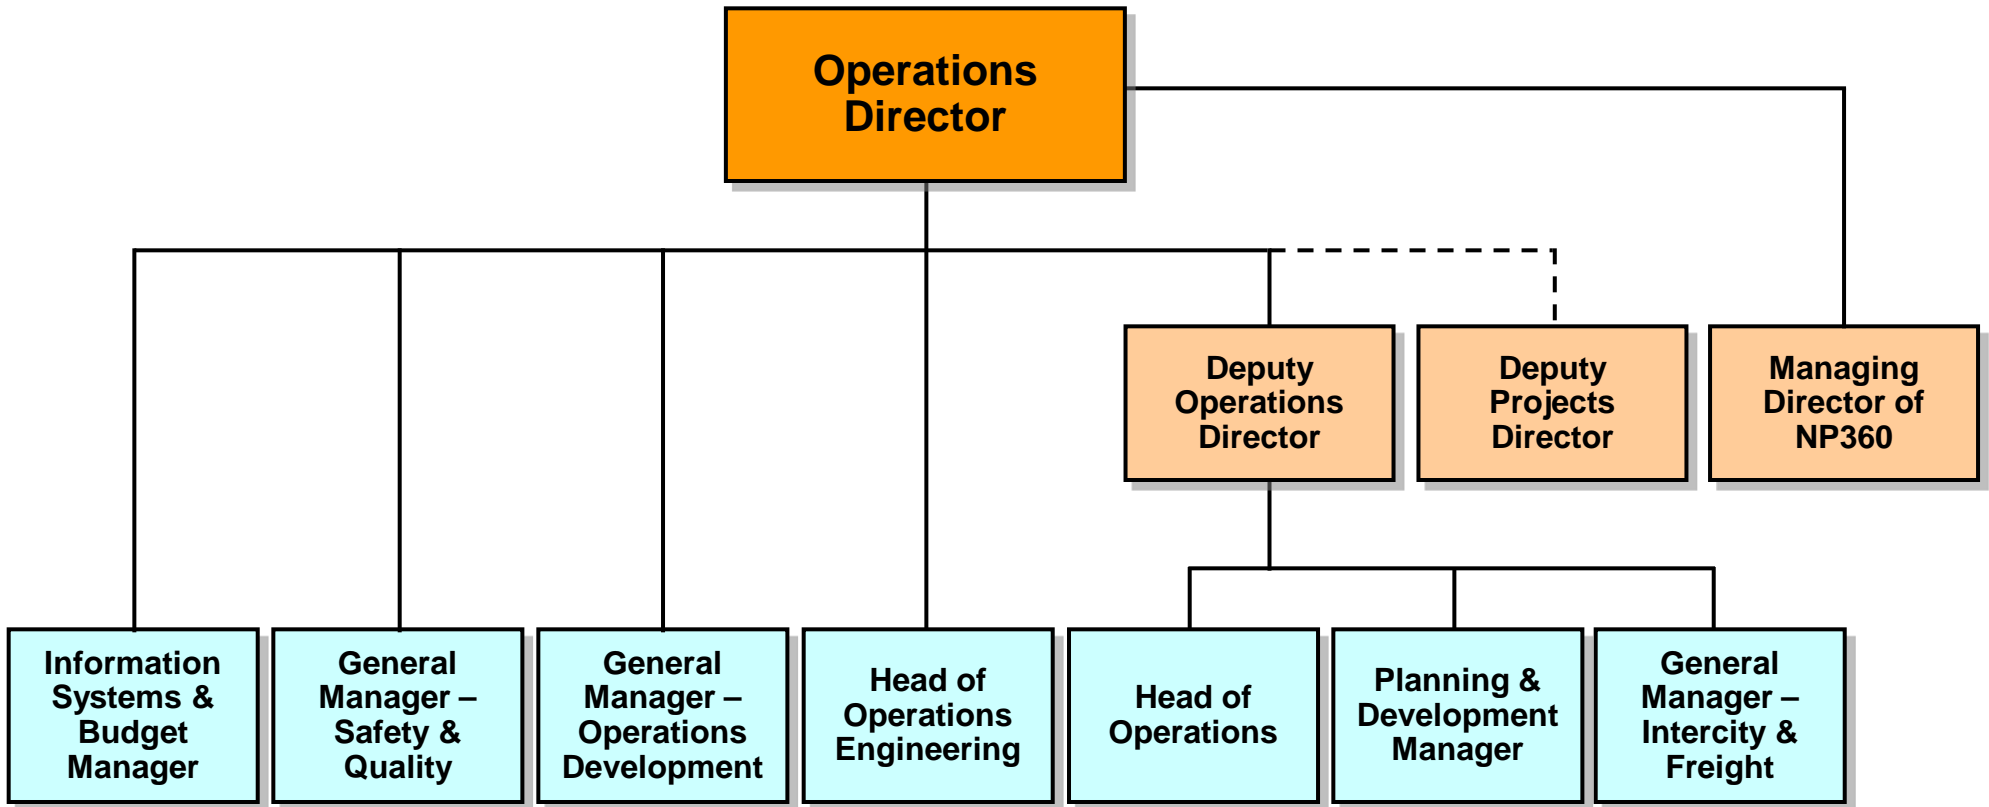 Operations
Director
Deputy
Operations
Director
Deputy
Projects
Director
Managing
Director of
NP360
Information
Systems &
Budget
Manager
General
Manager –
Safety &
Quality
General
Manager –
Operations
Development
Head of
Operations
Engineering
Head of
Operations
Planning &
Development
Manager
General
Manager –
Intercity &
Freight